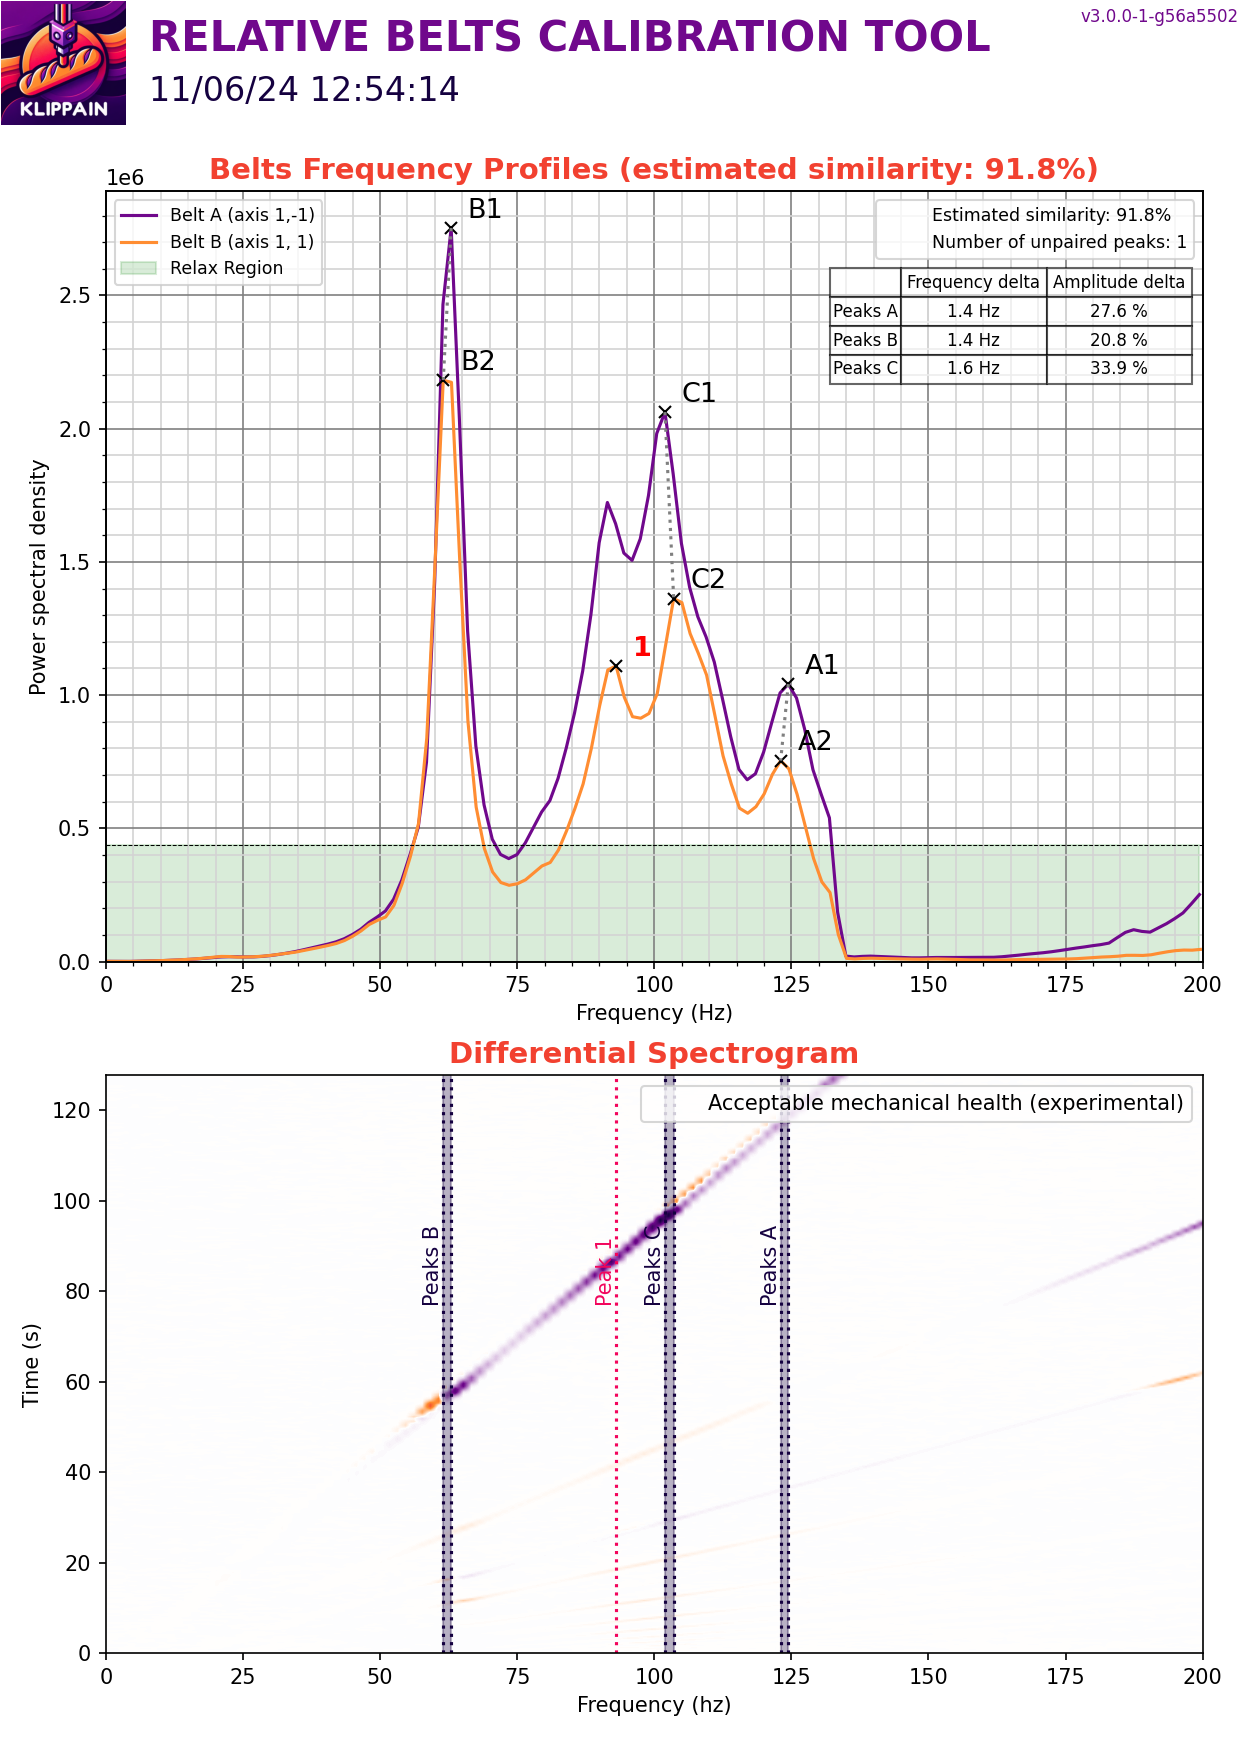 KLIPPAIN
RELATIVE BELTS CALIBRATION TOOL
v3.0.0-1-g56a5502
11/06/24 12:54:14
Belts Frequency Profiles (estimated similarity: 91.8%)
1e6
Belt A (axis 1,-1)
Belt B (axis 1, 1)
Relax Region
Estimated similarity: 91.8%
Number of unpaired peaks: 1
Frequency delta Amplitude delta
Peaks A 1.4 Hz 27.6 %
Peaks B 1.4 Hz 20.8 %
Peaks C 1.6 Hz 33.9 %
B1
B2
C1
C2
1
A1
A2
Power spectral density
2.5
2.0
1.5
1.0
0.5
0.0
0 25 50 75 100 125 150 175 200
Frequency (Hz)
Differential Spectrogram
Acceptable mechanical health (experimental)
Peaks B
Peak 1
Peaks C
Peaks A
Time (s)
120
100
80
60
40
20
0
0 25 50 75 100 125 150 175 200
Frequency (hz)